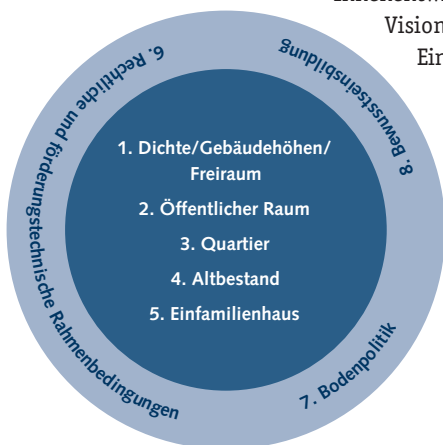 Vision
Ein
1. Dichte/Gebäudehöhen/
Freiraum
2. Öffentlicher Raum
3. Quartier
4. Altbestand
5. Einfamilienhaus
6. Rechtliche und förderungstechnische Rahmenbedingungen
7. Bodenpolitik
8. Bewusstseinsbildung